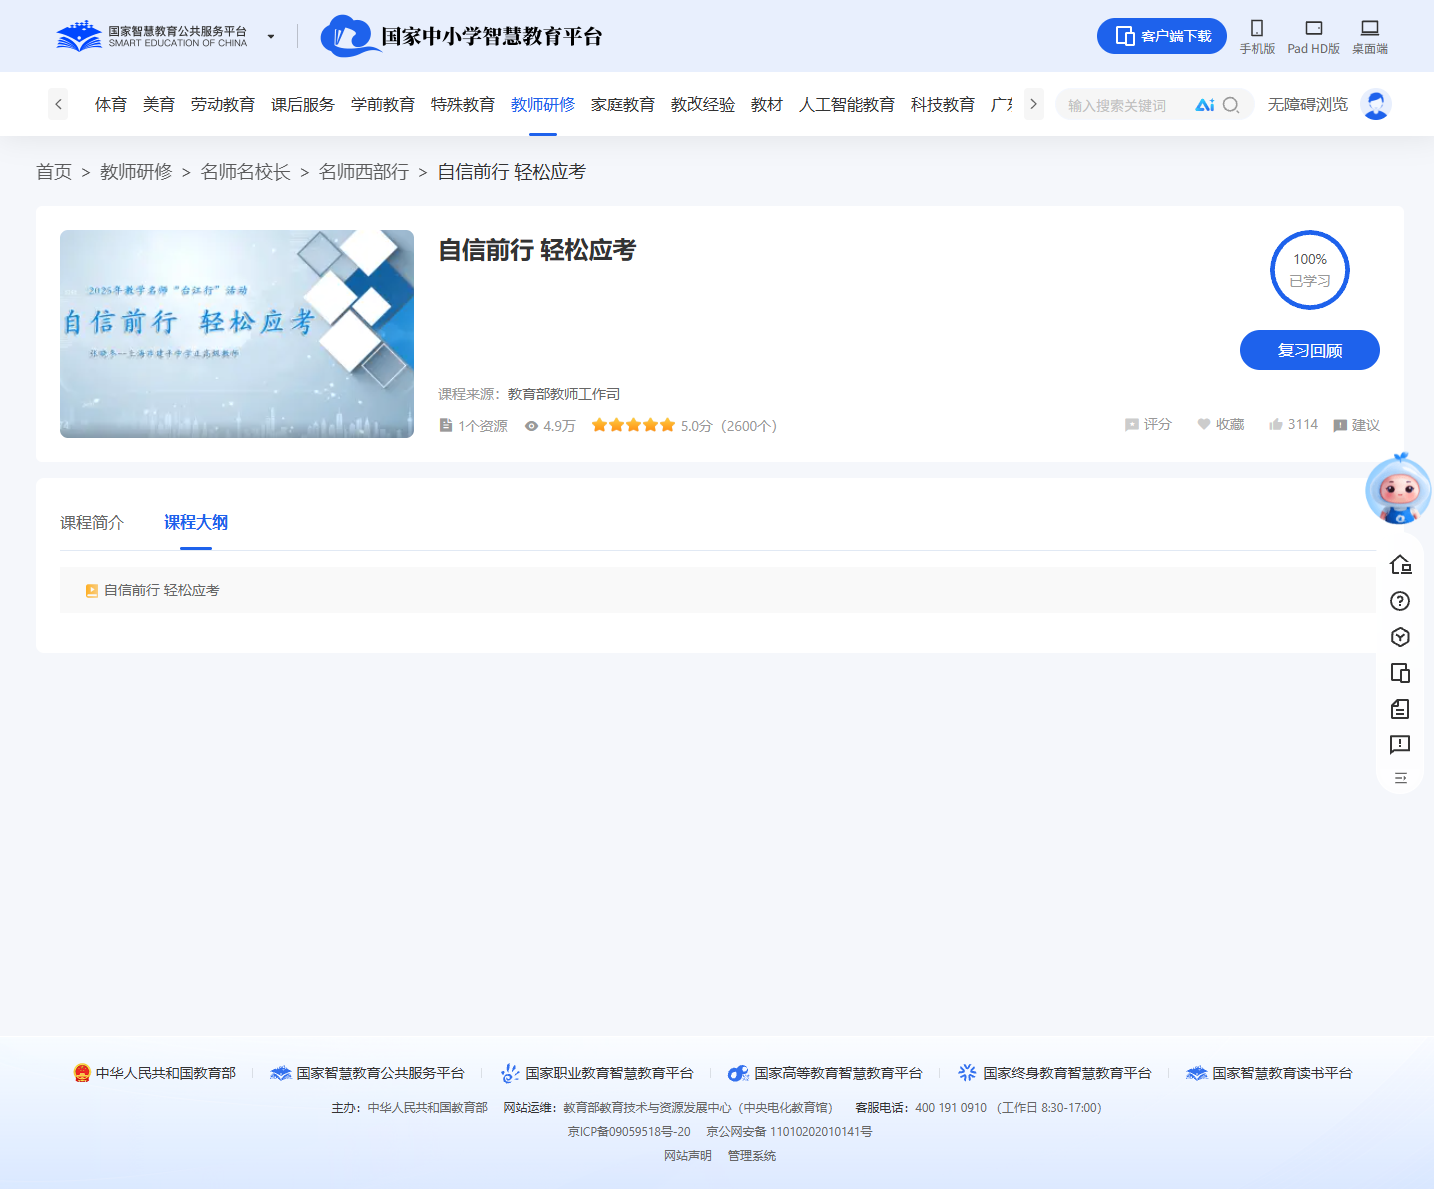 国家智慧教育公共服务平台
SMART EDUCATION OF CHINA
国家中小学智慧教育平台
客户端下载
手机版
Pad HD版
桌面端
体育 美育 劳动教育 课后服务 学前教育 特殊教育 教师研修 家庭教育 教改经验 教材 人工智能教育 科技教育
输入搜索关键词
Ai
无障碍浏览
首页 > 教师研修 > 名师名校长 > 名师西部行 > 自信前行 轻松应考
2025年教学名师“台江行”活动
自信前行 轻松应考
自信前行 轻松应考
100%
已学习
复习回顾
课程来源：教育部教师工作司
1个资源 4.9万 5.0分（2600个）
评分 收藏 3114 建议
课程简介 课程大纲
自信前行 轻松应考
中华人民共和国教育部 国家智慧教育公共服务平台 国家职业教育智慧教育平台 国家高等教育智慧教育平台 国家终身教育智慧教育平台 国家智慧教育读书平台
主办：中华人民共和国教育部 网站运维：教育部教育技术与资源发展中心（中央电化教育馆） 客服电话：400 191 0910 （工作日 8:30-17:00）
京ICP备09059518号-20 京公网安备 11010202010141号
网站声明 管理系统